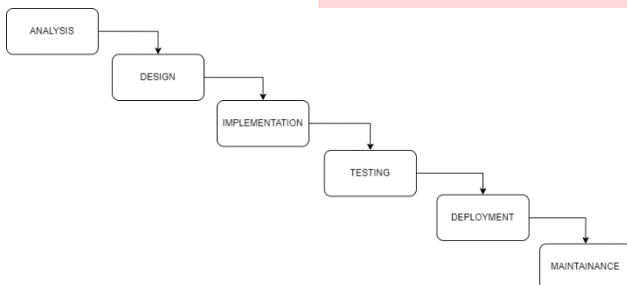 ANALYSIS
DESIGN
IMPLEMENTATION
TESTING
DEPLOYMENT
MAINTAINANCE